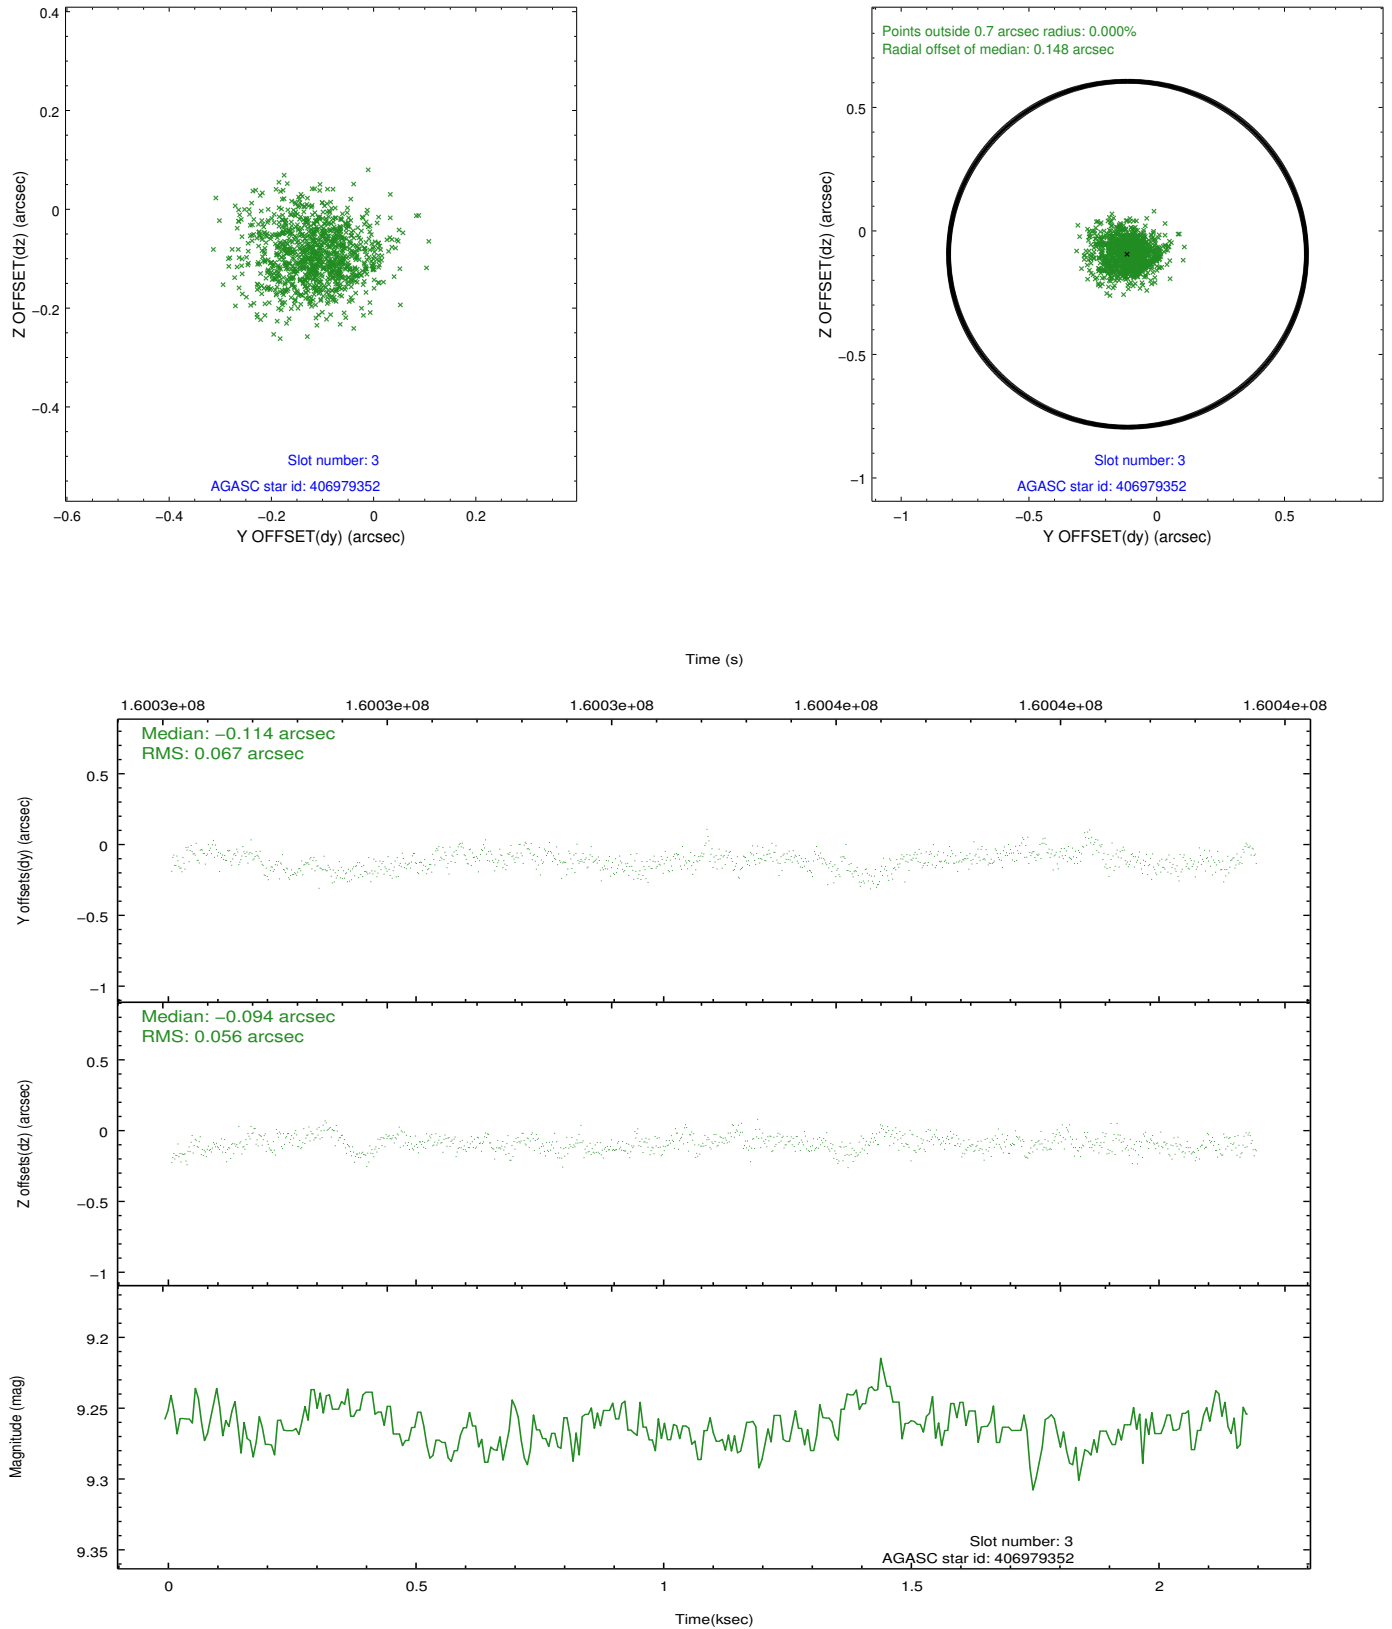 0.4
0.2
0
−0.2
−0.4
−0.6
−0.4
−0.2
0
0.2
Z OFFSET(dz) (arcsec)
Y OFFSET(dy) (arcsec)
Slot number: 3
AGASC star id: 406979352
Points outside 0.7 arcsec radius: 0.000%
Radial offset of median: 0.148 arcsec
0.5
0
−0.5
−1
−1
−0.5
0
0.5
Z OFFSET(dz) (arcsec)
Y OFFSET(dy) (arcsec)
Slot number: 3
AGASC star id: 406979352
Time (s)
1.6003e+08
1.6003e+08
1.6003e+08
1.6004e+08
1.6004e+08
1.6004e+08
Median: −0.114 arcsec
RMS: 0.067 arcsec
0.5
0
−0.5
−1
Y offsets(dy) (arcsec)
Median: −0.094 arcsec
RMS: 0.056 arcsec
0.5
0
−0.5
−1
Z offsets(dz) (arcsec)
9.2
9.25
9.3
9.35
Magnitude (mag)
Slot number: 3
AGASC star id: 406979352
0
0.5
1
1.5
2
Time(ksec)